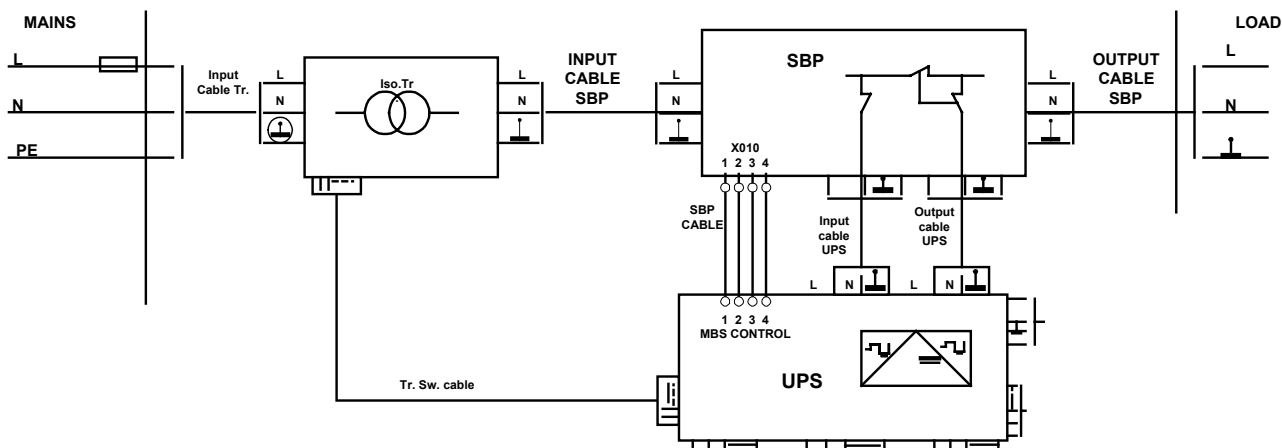 MAINS
LOAD
L
N
PE
Input
Cable Tr.
L
N
Iso.Tr
L
N
INPUT
CABLE
SBP
L
N
SBP
X010
1 2 3 4
L
N
OUTPUT
CABLE
SBP
L
N
SBP
CABLE
Input
cable
UPS
Output
cable
UPS
L
N
L
N
1 2 3 4
MBS CONTROL
UPS
Tr. Sw. cable